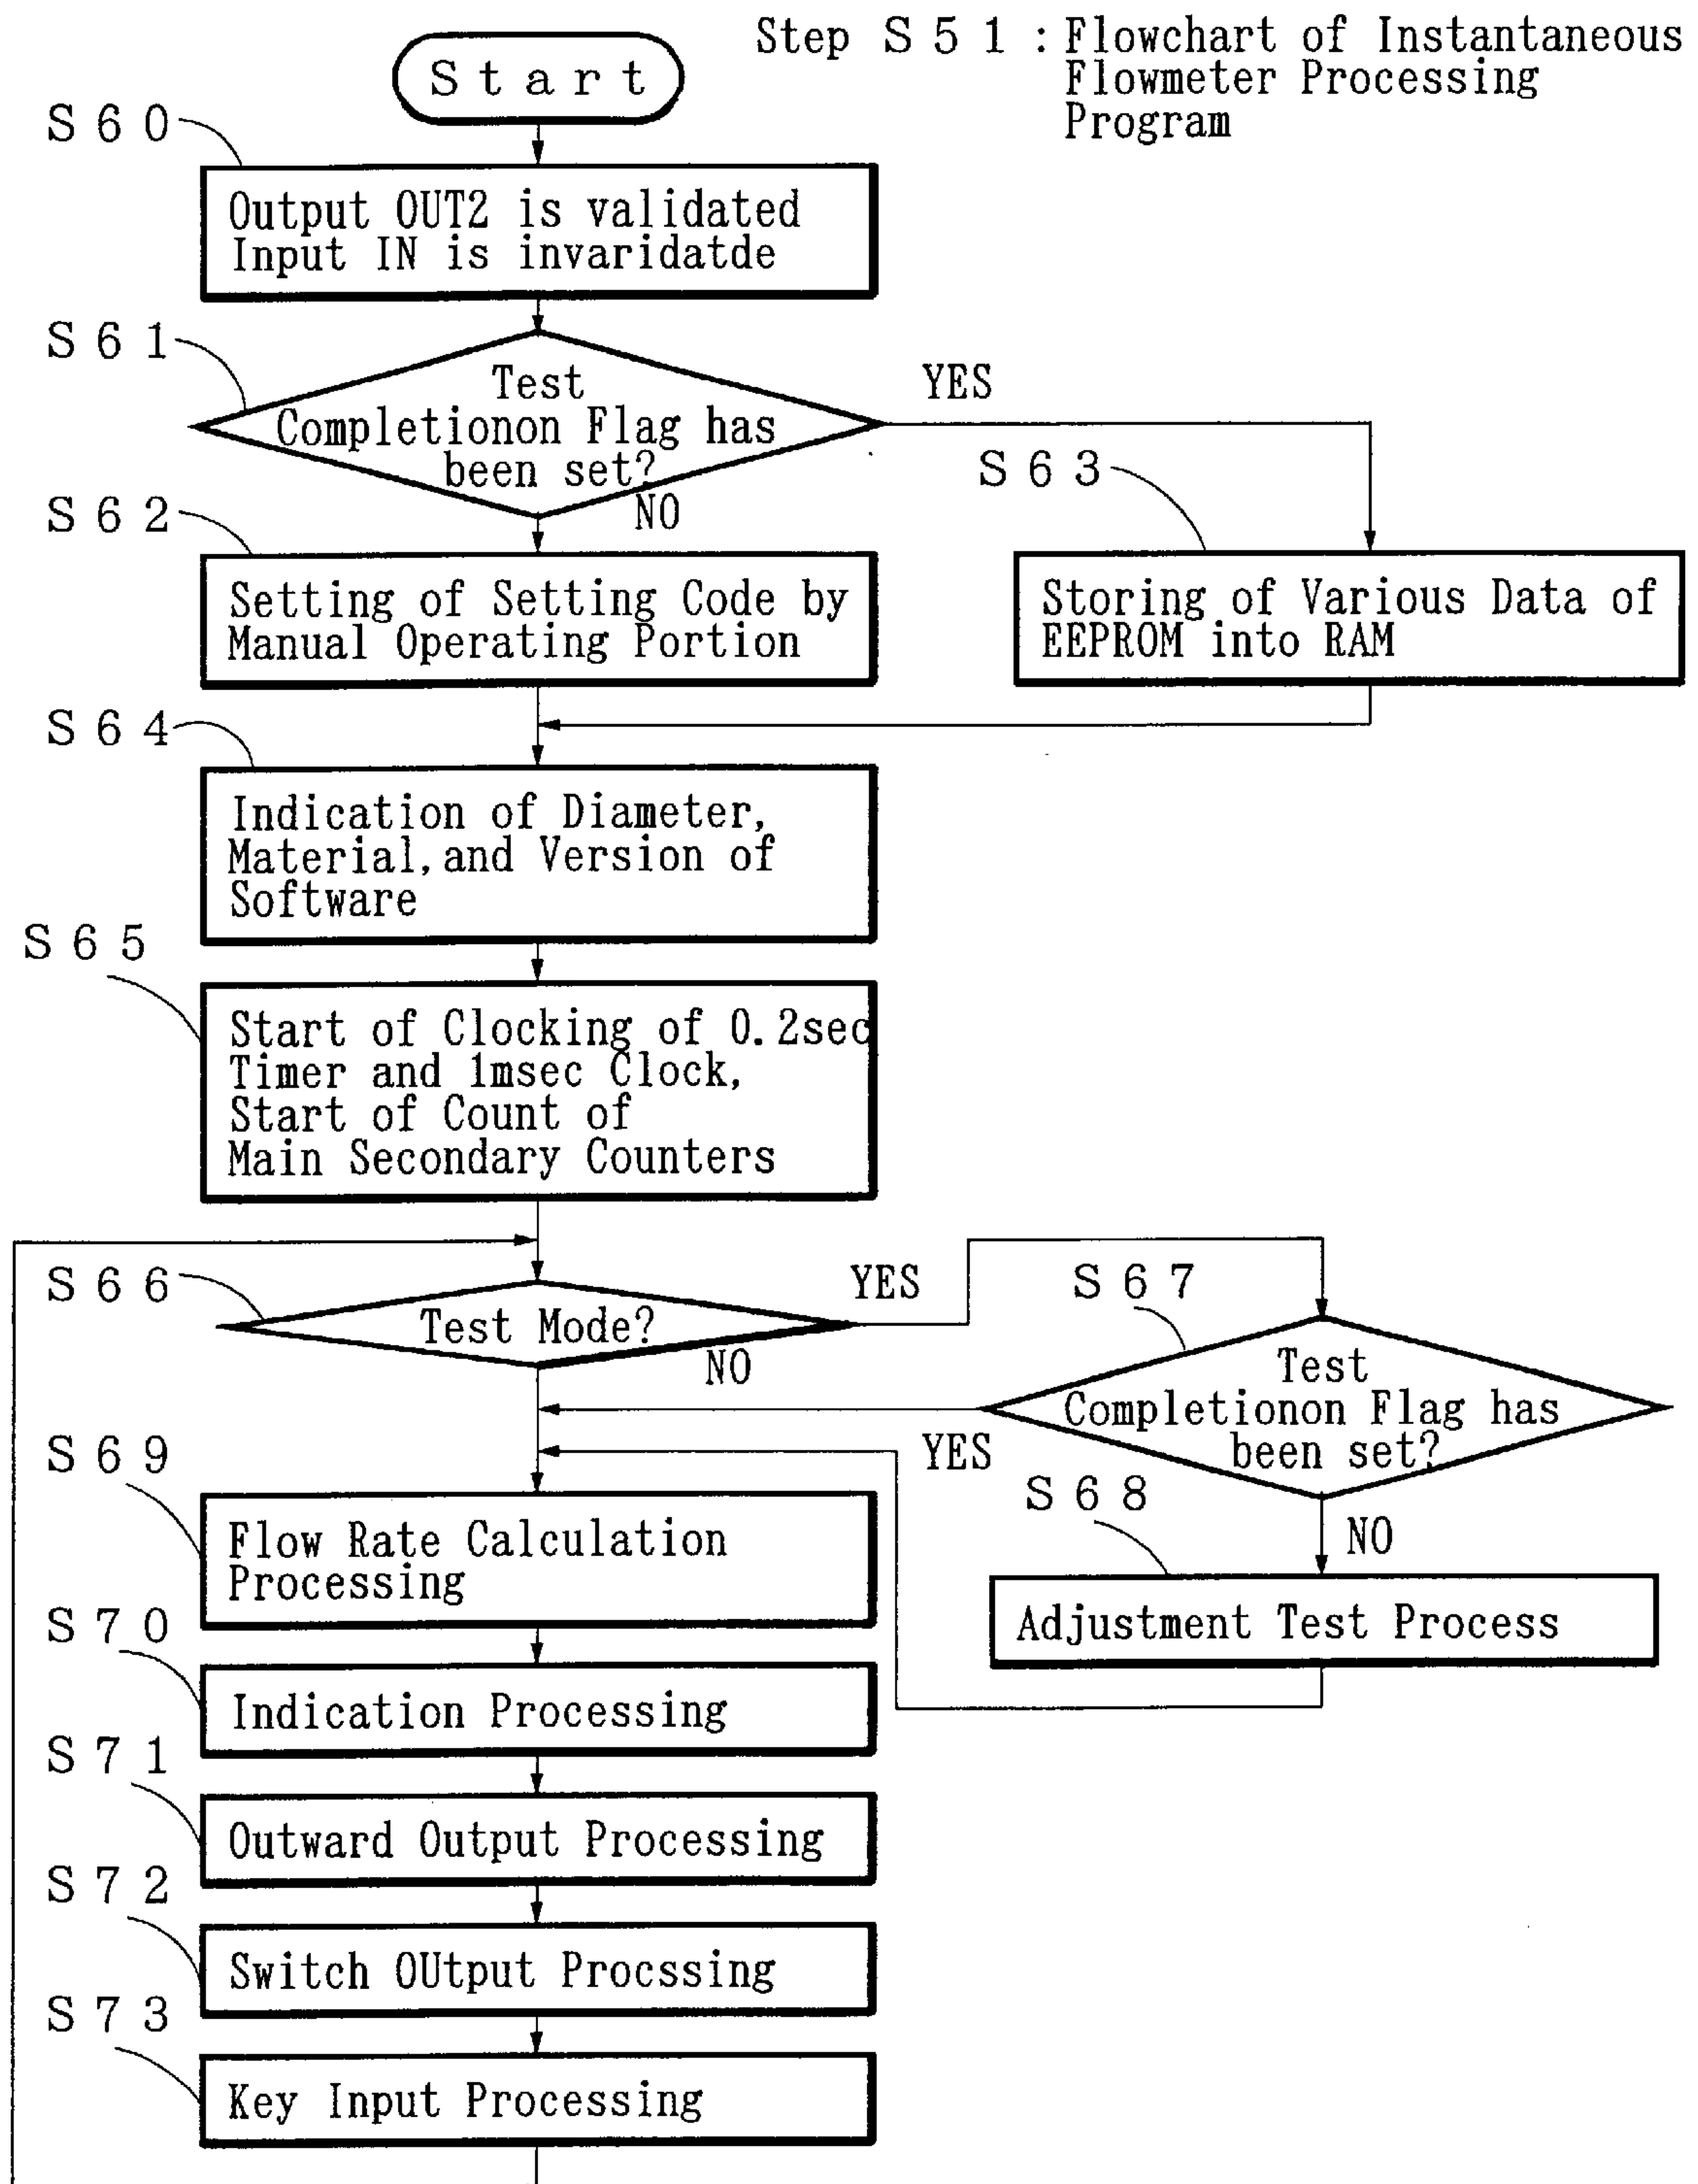 Step S51:Flowchart of Instantaneous
Flowmeter Processing
Program
Start
S60
Output OUT2 is validated
Input IN is invaridatde
S61
Test
Completionon Flag has
been set?
YES
NO
S62
Setting of Setting Code by
Manual Operating Portion
S63
Storing of Various Data of
EEPROM into RAM
S64
Indication of Diameter,
Material, and Version of
Software
S65
Start of Clocking of 0.2sec
Timer and 1msec Clock,
Start of Count of
Main Secondary Counters
S66
Test Mode?
YES
NO
S67
Test
Completionon Flag has
been set?
YES
NO
S68
Adjustment Test Process
S69
Flow Rate Calculation
Processing
S70
Indication Processing
S71
Outward Output Processing
S72
Switch OUtput Procssing
S73
Key Input Processing